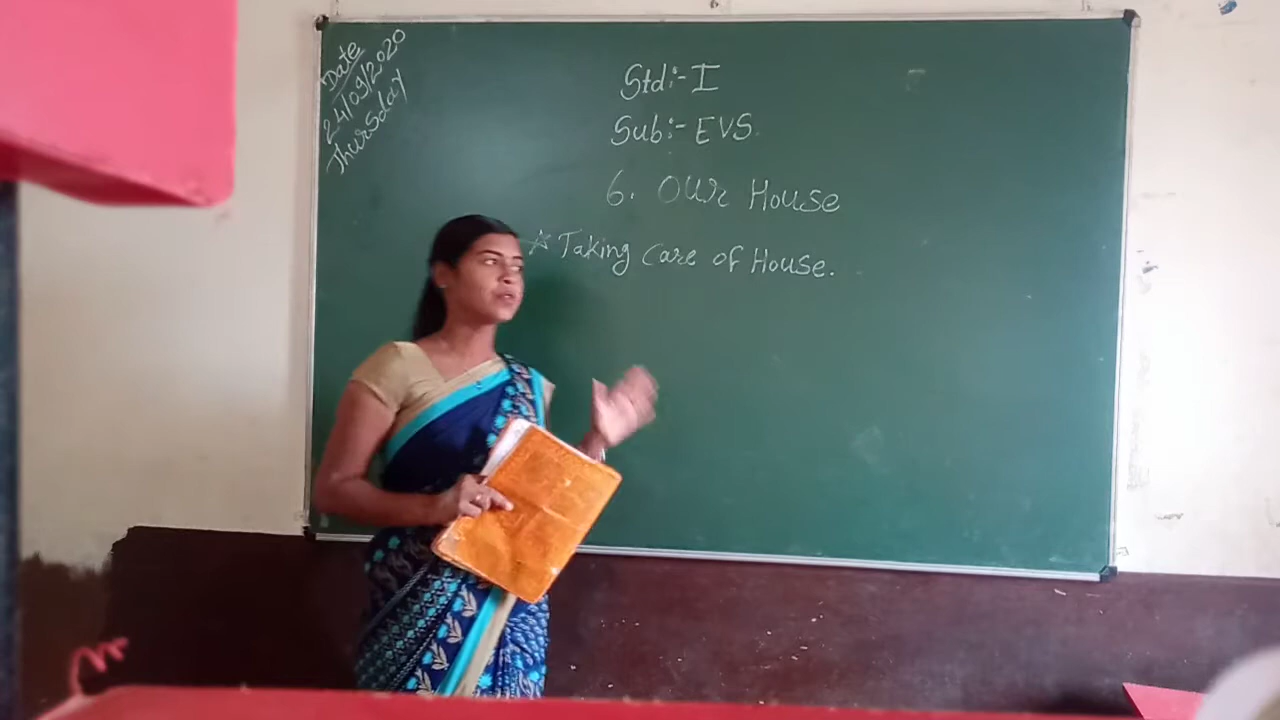 Date
24/09/2020
Thursday
Std:- I
Sub:- EVS.
6. Our House
☆ Taking care of House.